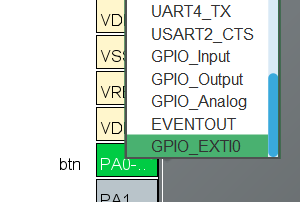 UART4_TX
USART2_CTS
GPIO_Input
GPIO_Output
GPIO_Analog
EVENTOUT
GPIO_EXTI0
VD
VS
VR
VD
btn
PA0-..
PA1